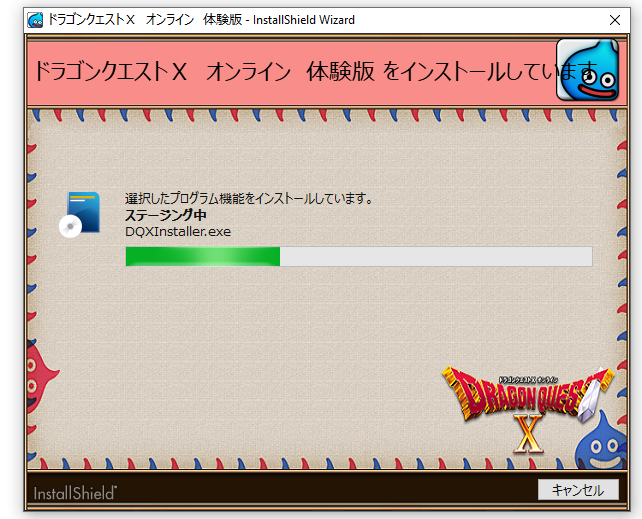 ドラゴンクエストX　オンライン　体験版 - InstallShield Wizard
ドラゴンクエストX　オンライン　体験版 をインストールしています
選択したプログラム機能をインストールしています。
ステージング中
DQXInstaller.exe
ドラゴンクエストX オンライン
DRAGON QUEST
X
InstallShield
キャンセル